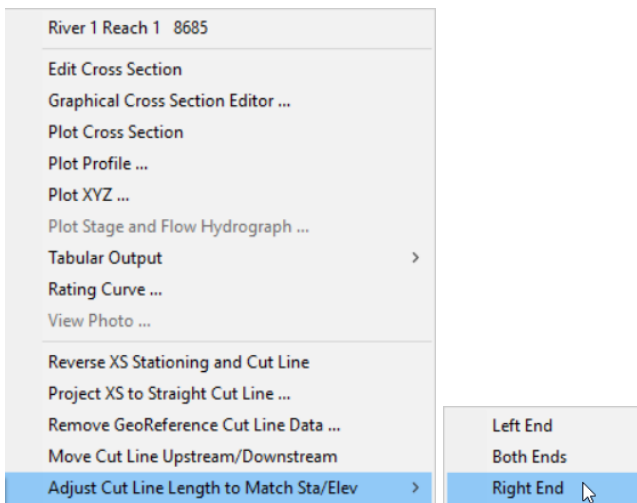 River 1 Reach 1 8685
Edit Cross Section
Graphical Cross Section Editor ...
Plot Cross Section
Plot Profile ...
Plot XYZ ...
Plot Stage and Flow Hydrograph ...
Tabular Output >
Rating Curve ...
View Photo ...
Reverse XS Stationing and Cut Line
Project XS to Straight Cut Line ...
Remove GeoReference Cut Line Data ...
Move Cut Line Upstream/Downstream
Adjust Cut Line Length to Match Sta/Elev >
Left End
Both Ends
Right End